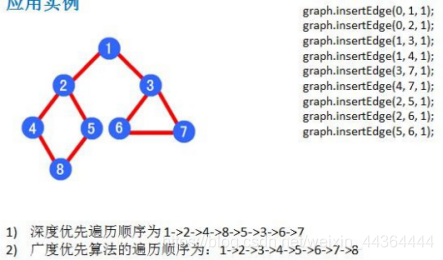 应用实例
graph.insertEdge(0, 1, 1);
graph.insertEdge(0, 2, 1);
graph.insertEdge(1, 3, 1);
graph.insertEdge(1, 4, 1);
graph.insertEdge(3, 7, 1);
graph.insertEdge(4, 7, 1);
graph.insertEdge(2, 5, 1);
graph.insertEdge(2, 6, 1);
graph.insertEdge(5, 6, 1);
1
2
3
4
5
6
7
8
1) 深度优先遍历顺序为 1->2->4->8->5->3->6->7
2) 广度优先算法的遍历顺序为：1->2->3->4->5->6->7->8
https://blog.csdn.net/weixin_44364444